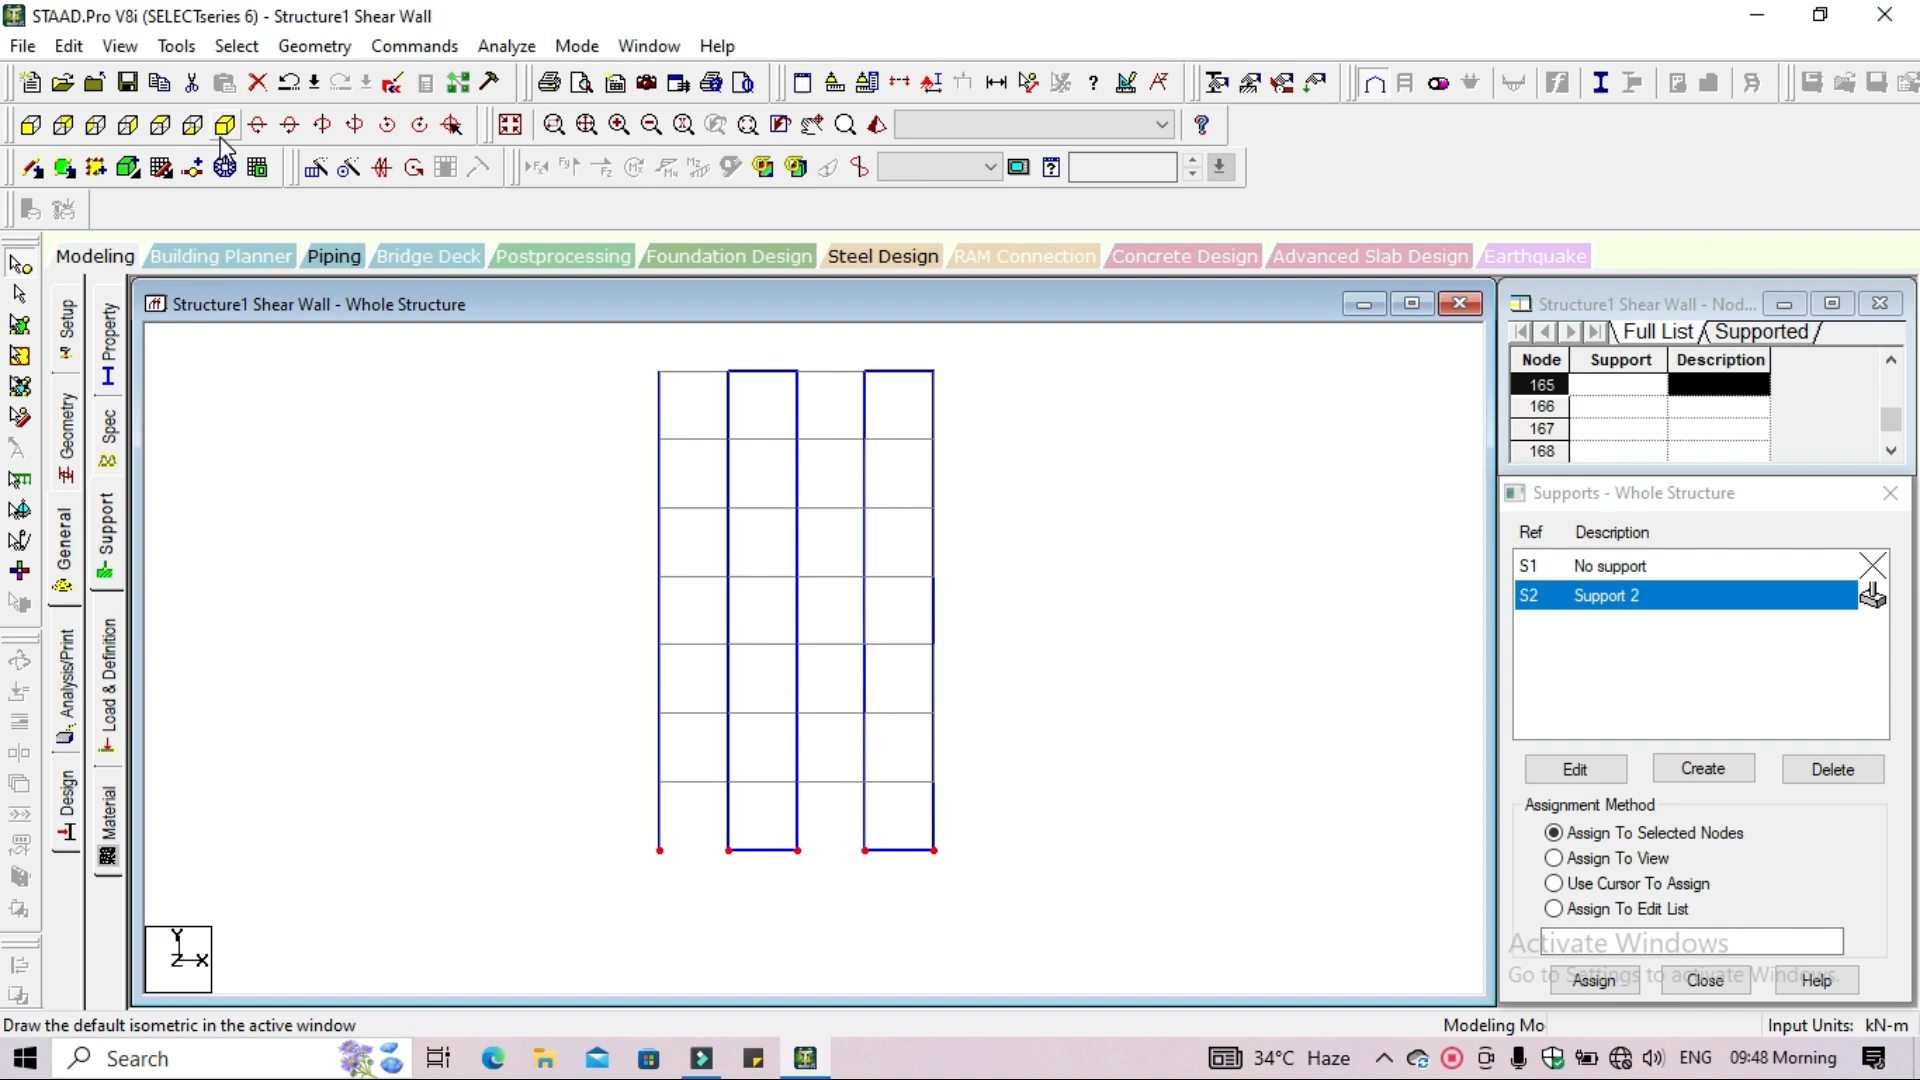 STAAD.Pro V8i (SELECTseries 6) - Structure1 Shear Wall
File Edit View Tools Select Geometry Commands Analyze Mode Window Help
Modeling Building Planner Piping Bridge Deck Postprocessing Foundation Design Steel Design RAM Connection Concrete Design Advanced Slab Design Earthquake
Setup
Geometry
General
Analysis/Print
Design
Property
Spec
Support
Load & Definition
Material
Structure1 Shear Wall - Whole Structure
Y
Z X
Structure1 Shear Wall - Nod...
Full List Supported
Node Support Description
165
166
167
168
Supports - Whole Structure
Ref Description
S1 No support
S2 Support 2
Edit Create Delete
Assignment Method
Assign To Selected Nodes
Assign To View
Use Cursor To Assign
Assign To Edit List
Activate Windows
Go to Settings to activate Windows.
Assign Close Help
Draw the default isometric in the active window
Modeling Mo
Input Units: kN-m
Search
34°C Haze
ENG
09:48 Morning